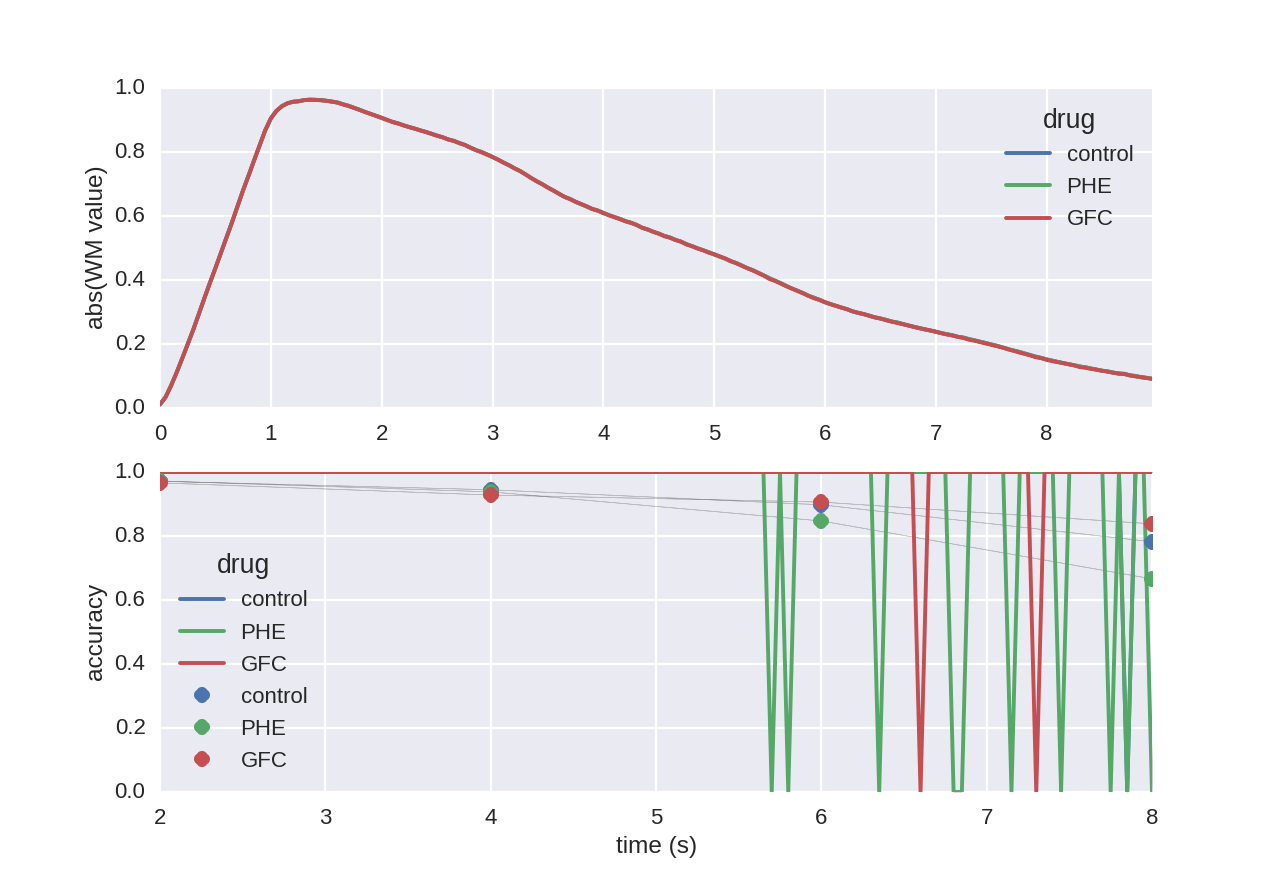 1.0
0.8
0.6
0.4
0.2
0.0
abs(WM value)
drug
control
PHE
GFC
0 1 2 3 4 5 6 7 8
1.0
0.8
0.6
0.4
0.2
0.0
accuracy
drug
control
PHE
GFC
control
PHE
GFC
2 3 4 5 6 7 8
time (s)